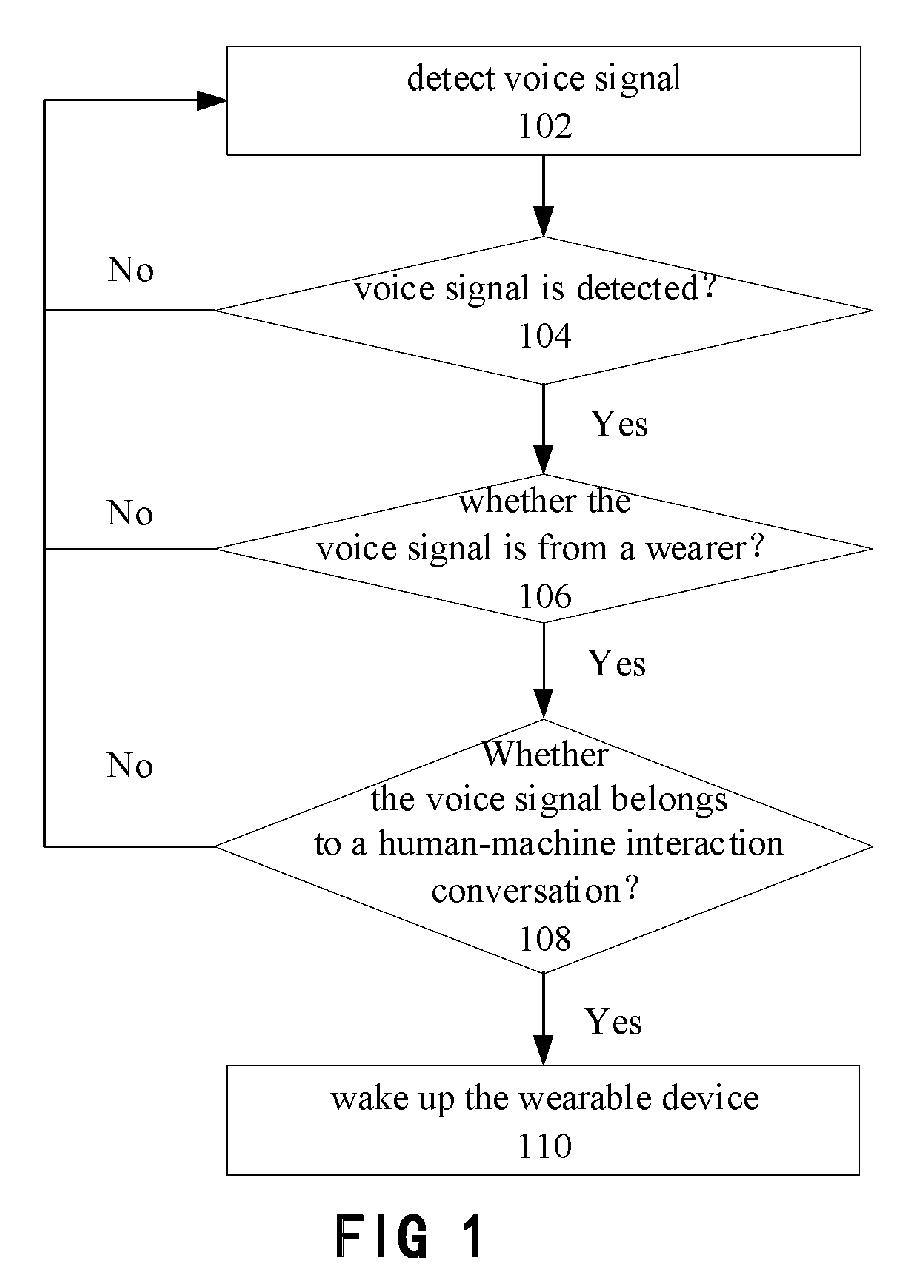 detect voice signal
102
No
voice signal is detected?
104
Yes
No
whether the
voice signal is from a wearer?
106
Yes
No
Whether
the voice signal belongs
to a human-machine interaction
conversation?
108
Yes
wake up the wearable device
110
FIG 1